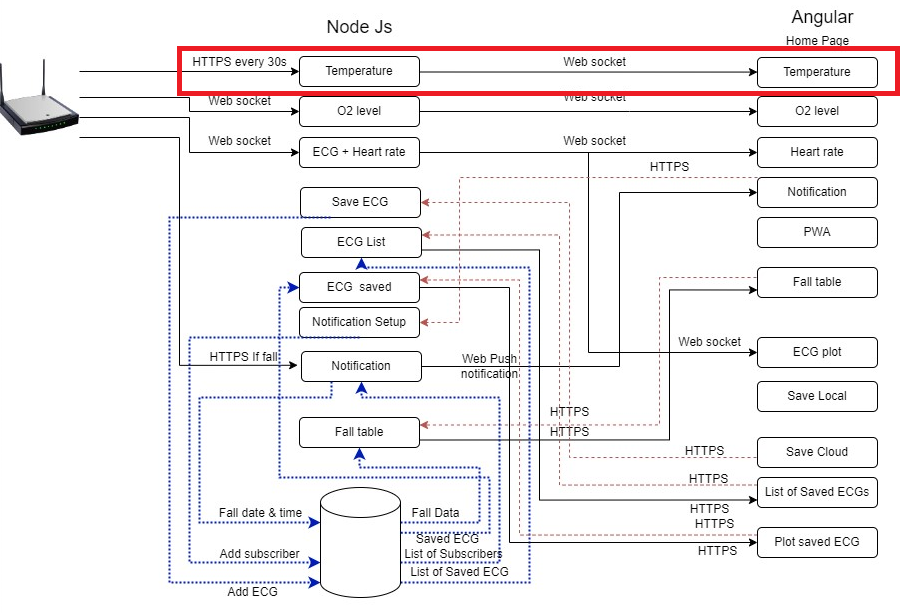 Node Js
Angular
Home Page
HTTPS every 30s
Temperature
Web socket
Temperature
Web socket
O2 level
Web socket
O2 level
Web socket
ECG + Heart rate
Web socket
Heart rate
HTTPS
Save ECG
Notification
ECG List
PWA
ECG saved
Fall table
Notification Setup
Web socket
ECG plot
HTTPS If fall
Notification
Web Push
notification
Save Local
HTTPS
Fall table
HTTPS
HTTPS
Save Cloud
HTTPS
List of Saved ECGs
HTTPS
Fall date & time
Fall Data
HTTPS
Saved ECG
Plot saved ECG
Add subscriber
List of Subscribers
HTTPS
List of Saved ECG
Add ECG